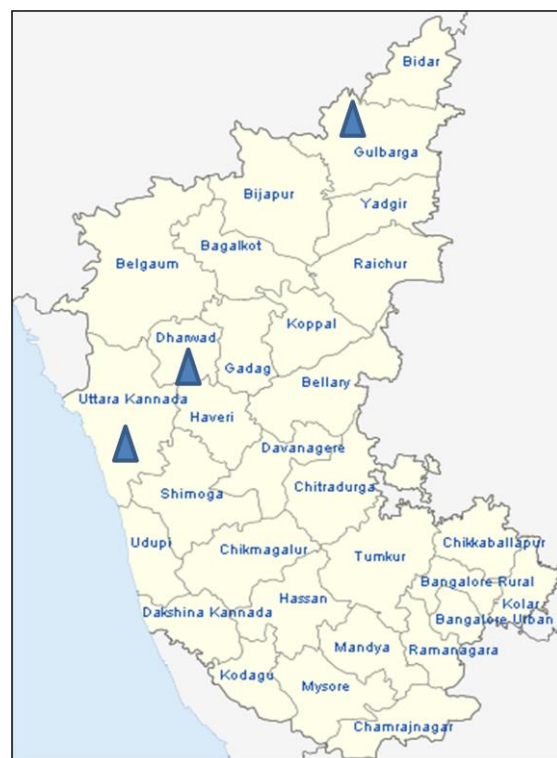 Bidar
Gulbarga
Bijapur
Yadgir
Bagalkot
Belgaum
Raichur
Koppal
Dharwad
Gadag
Bellary
Uttara Kannada
Haveri
Davanagere
Chitradurga
Shimoga
Udupi
Chikmagalur
Tumkur
Chikkaballapur
Bangalore Rural
Kolar
Dakshina Kannada
Hassan
Bangalore Urban
Mandya
Ramanagara
Kodagu
Mysore
Chamrajnagar